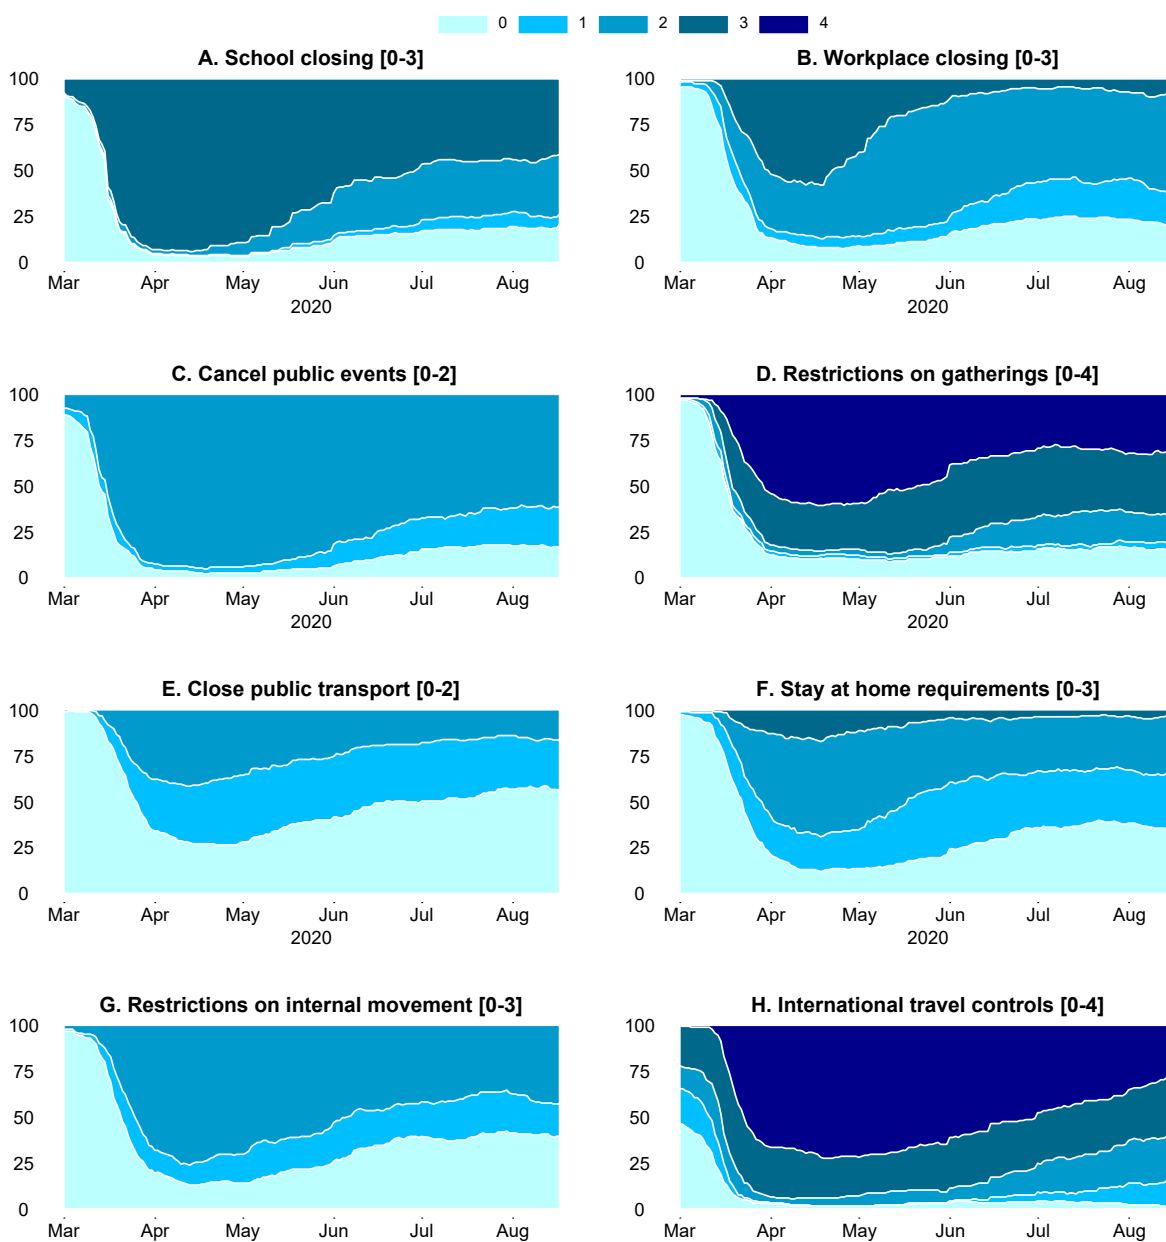 0 1 2 3 4
A. School closing [0-3]
100
75
50
25
0
Mar Apr May Jun Jul Aug
2020
B. Workplace closing [0-3]
100
75
50
25
0
Mar Apr May Jun Jul Aug
2020
C. Cancel public events [0-2]
100
75
50
25
0
Mar Apr May Jun Jul Aug
2020
D. Restrictions on gatherings [0-4]
100
75
50
25
0
Mar Apr May Jun Jul Aug
2020
E. Close public transport [0-2]
100
75
50
25
0
Mar Apr May Jun Jul Aug
2020
F. Stay at home requirements [0-3]
100
75
50
25
0
Mar Apr May Jun Jul Aug
2020
G. Restrictions on internal movement [0-3]
100
75
50
25
0
Mar Apr May Jun Jul Aug
H. International travel controls [0-4]
100
75
50
25
0
Mar Apr May Jun Jul Aug